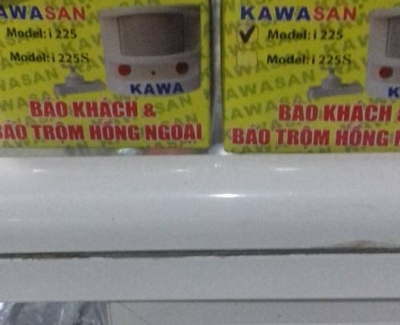 KAWASAN
Model: i 225
Model: i 225S
KAWA
BÁO KHÁCH &
BÁO TRỘM HỒNG NGOẠI
KAWASAN
Model: i 225
Model: i 225S
BÁO KHÁCH &
BÁO TRỘM HỒNG